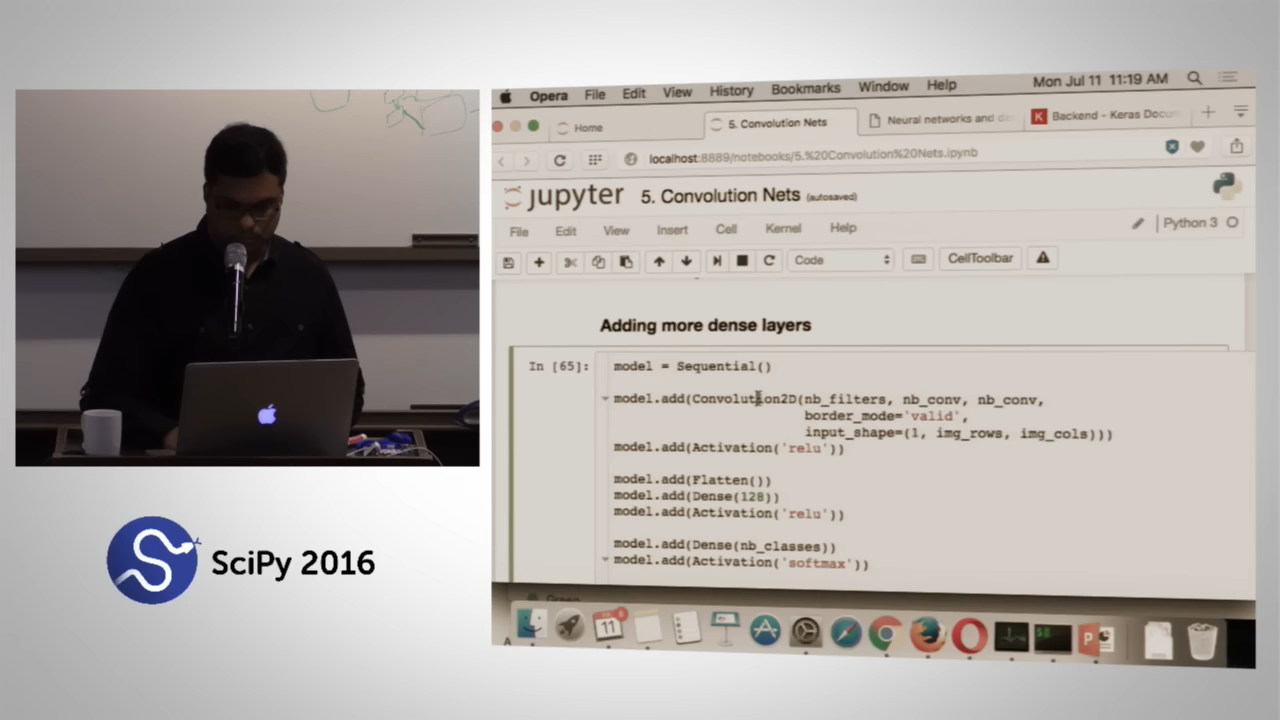 Opera File Edit View History Bookmarks Window Help Mon Jul 11 11:19 AM
Home
5. Convolution Nets
Neural networks and
Backend - Keras
localhost:8889/notebooks/5.%20Convolution%20Nets.ipynb
jupyter 5. Convolution Nets (autosaved)
File Edit View Insert Cell Kernel Help
Python 3
Code
CellToolbar
Adding more dense layers
In [65]:
model = Sequential()
model.add(Convolution2D(nb_filters, nb_conv, nb_conv,
border_mode='valid',
input_shape=(1, img_rows, img_cols)))
model.add(Activation('relu'))
model.add(Flatten())
model.add(Dense(128))
model.add(Activation('relu'))
model.add(Dense(nb_classes))
model.add(Activation('softmax'))
11
SciPy 2016